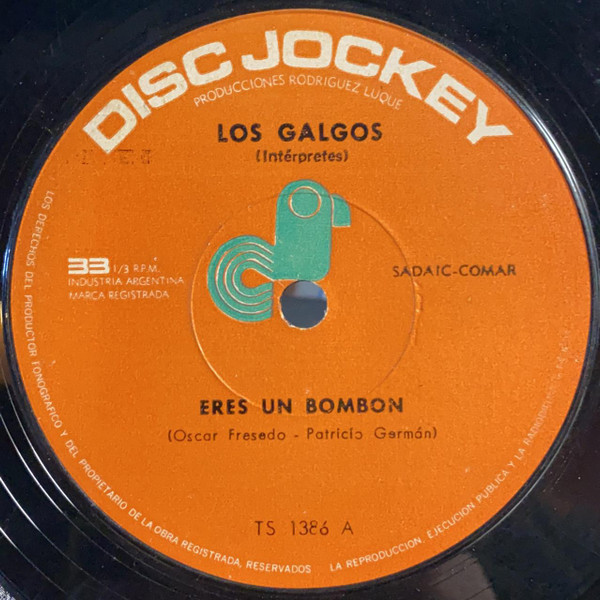 DISC JOCKEY
PRODUCCIONES RODRIGUEZ LUQUE
LOS GALGOS
(Intérpretes)
33 1/3 R.P.M.
INDUSTRIA ARGENTINA
MARCA REGISTRADA
SADAIC-COMAR
ERES UN BOMBON
(Oscar Fresedo - Patricio Germán)
TS 1386 A
LOS DERECHOS DEL PRODUCTOR FONOGRAFICO Y DEL PROPIETARIO DE LA OBRA REGISTRADA, RESERVADOS
LA REPRODUCCION, EJECUCION PUBLICA Y LA